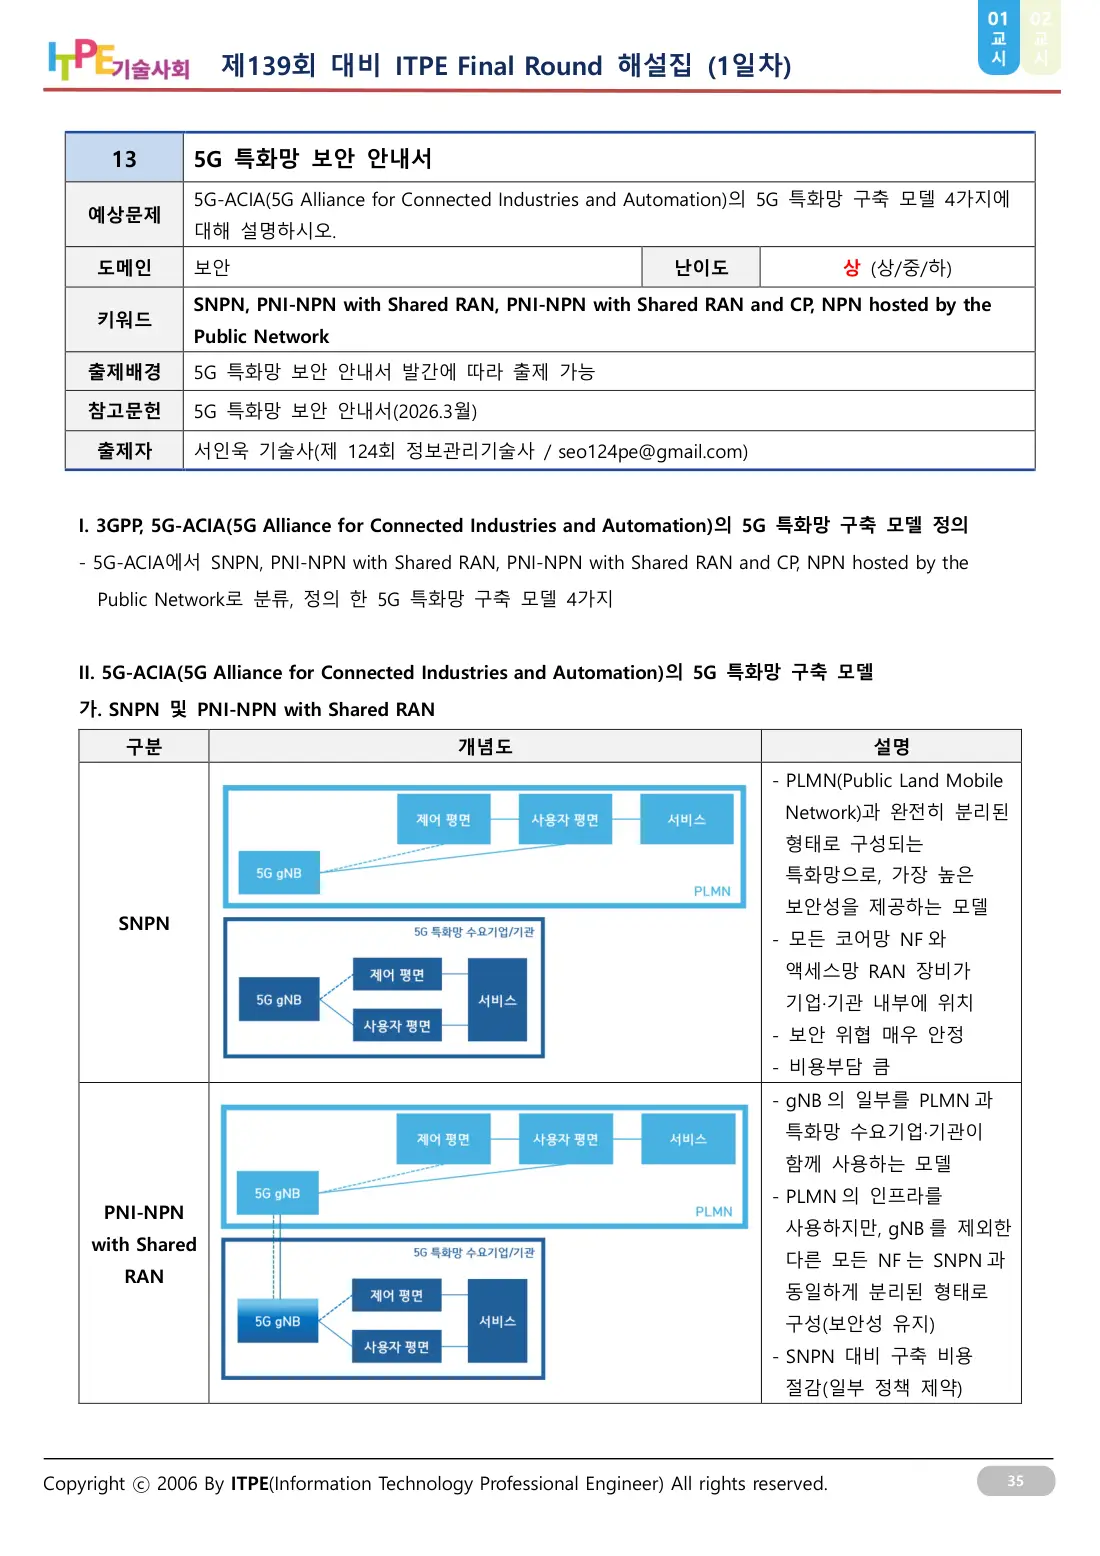 01
교
시
02
교
시
ITPE기술사회
제139회 대비 ITPE Final Round 해설집 (1일차)
13
5G 특화망 보안 안내서
예상문제
5G-ACIA(5G Alliance for Connected Industries and Automation)의 5G 특화망 구축 모델 4가지에
대해 설명하시오.
도메인
보안
난이도
상 (상/중/하)
키워드
SNPN, PNI-NPN with Shared RAN, PNI-NPN with Shared RAN and CP, NPN hosted by the
Public Network
출제배경
5G 특화망 보안 안내서 발간에 따라 출제 가능
참고문헌
5G 특화망 보안 안내서(2026.3월)
출제자
서인욱 기술사(제 124회 정보관리기술사 / seo124pe@gmail.com)
I. 3GPP, 5G-ACIA(5G Alliance for Connected Industries and Automation)의 5G 특화망 구축 모델 정의
- 5G-ACIA에서 SNPN, PNI-NPN with Shared RAN, PNI-NPN with Shared RAN and CP, NPN hosted by the
Public Network로 분류, 정의 한 5G 특화망 구축 모델 4가지
II. 5G-ACIA(5G Alliance for Connected Industries and Automation)의 5G 특화망 구축 모델
가. SNPN 및 PNI-NPN with Shared RAN
구분
개념도
설명
SNPN
제어 평면
사용자 평면
서비스
5G gNB
PLMN
5G 특화망 수요기업/기관
제어 평면
5G gNB
서비스
사용자 평면
- PLMN(Public Land Mobile
Network)과 완전히 분리된
형태로 구성되는
특화망으로, 가장 높은
보안성을 제공하는 모델
- 모든 코어망 NF와
액세스망 RAN 장비가
기업·기관 내부에 위치
- 보안 위협 매우 안정
- 비용부담 큼
PNI-NPN
with Shared
RAN
제어 평면
사용자 평면
서비스
5G gNB
PLMN
5G 특화망 수요기업/기관
제어 평면
5G gNB
서비스
사용자 평면
- gNB의 일부를 PLMN과
특화망 수요기업·기관이
함께 사용하는 모델
- PLMN의 인프라를
사용하지만, gNB를 제외한
다른 모든 NF는 SNPN과
동일하게 분리된 형태로
구성(보안성 유지)
- SNPN 대비 구축 비용
절감(일부 정책 제약)
Copyright ⓒ 2006 By ITPE(Information Technology Professional Engineer) All rights reserved.
35